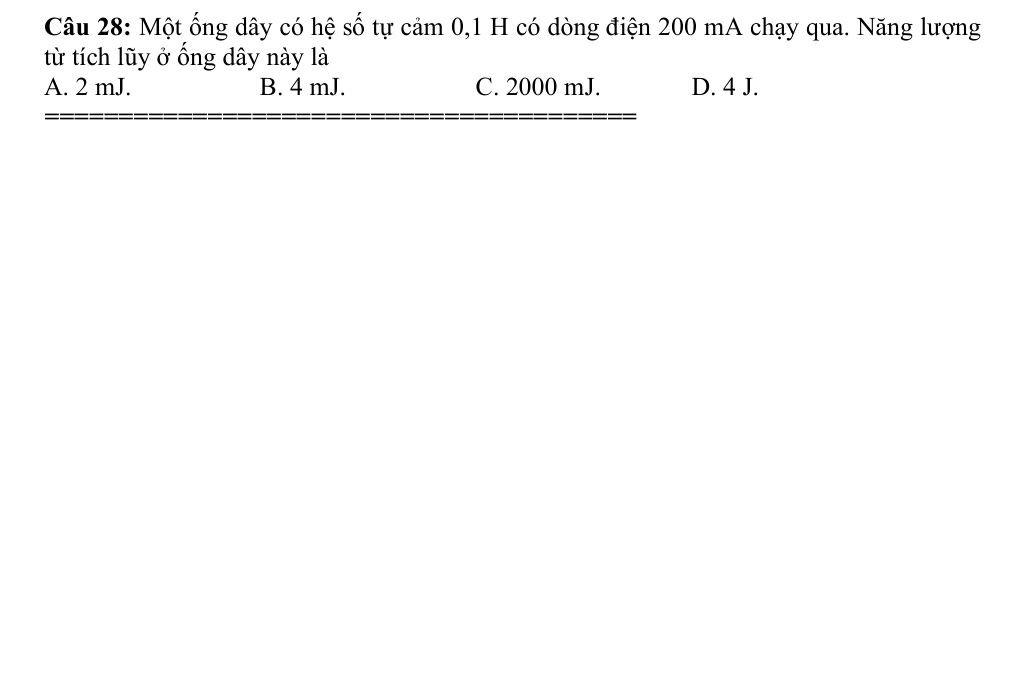 Câu 28: Một ống dây có hệ số tự cảm 0,1 H có dòng điện 200 mA chạy qua. Năng lượng
từ tích lũy ở ống dây này là
A. 2 mJ. B. 4 mJ. C. 2000 mJ. D. 4 J.
========================================